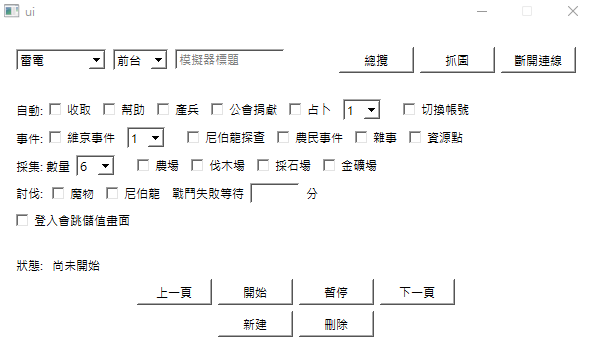 ui
雷電 前台 模擬器標題 總攬 抓圖 斷開連線
自動: 收取 幫助 產兵 公會捐獻 占卜 1 切換帳號
事件: 維京事件 1 尼伯龍探查 農民事件 雜事 資源點
採集: 數量 6 農場 伐木場 採石場 金礦場
討伐: 魔物 尼伯龍 戰鬥失敗等待 分
登入會跳儲值畫面
狀態: 尚未開始
上一頁 開始 暫停 下一頁
新建 刪除